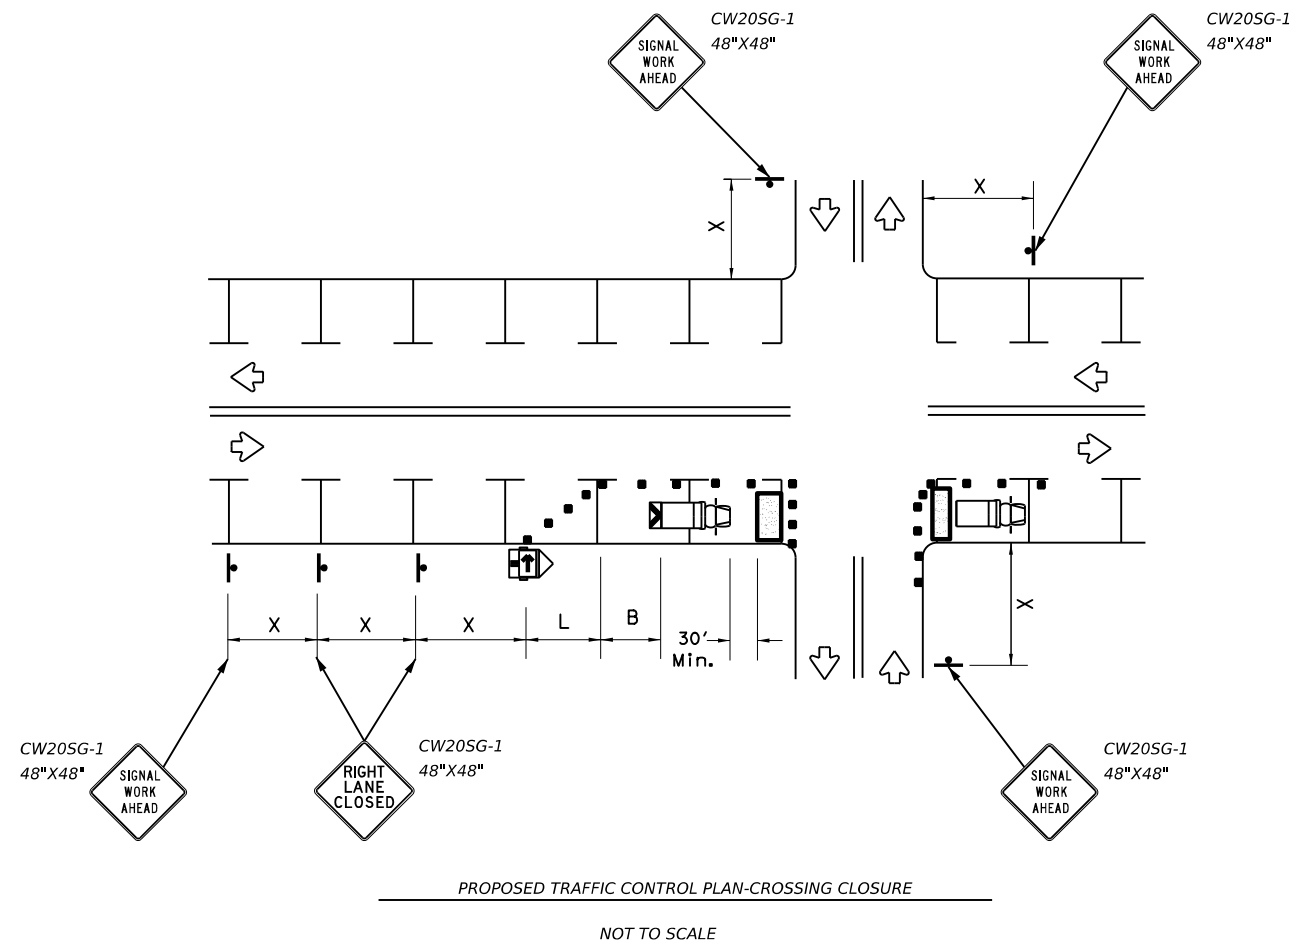 CW20SG-1
48"X48"
SIGNAL
WORK
AHEAD
CW20SG-1
48"X48"
SIGNAL
WORK
AHEAD
X
X
X
X
X
L
B
30'
Min.
X
CW20SG-1
48"X48"
SIGNAL
WORK
AHEAD
RIGHT
LANE
CLOSED
CW20SG-1
48"X48"
SIGNAL
WORK
AHEAD
CW20SG-1
48"X48"
PROPOSED TRAFFIC CONTROL PLAN-CROSSING CLOSURE
NOT TO SCALE